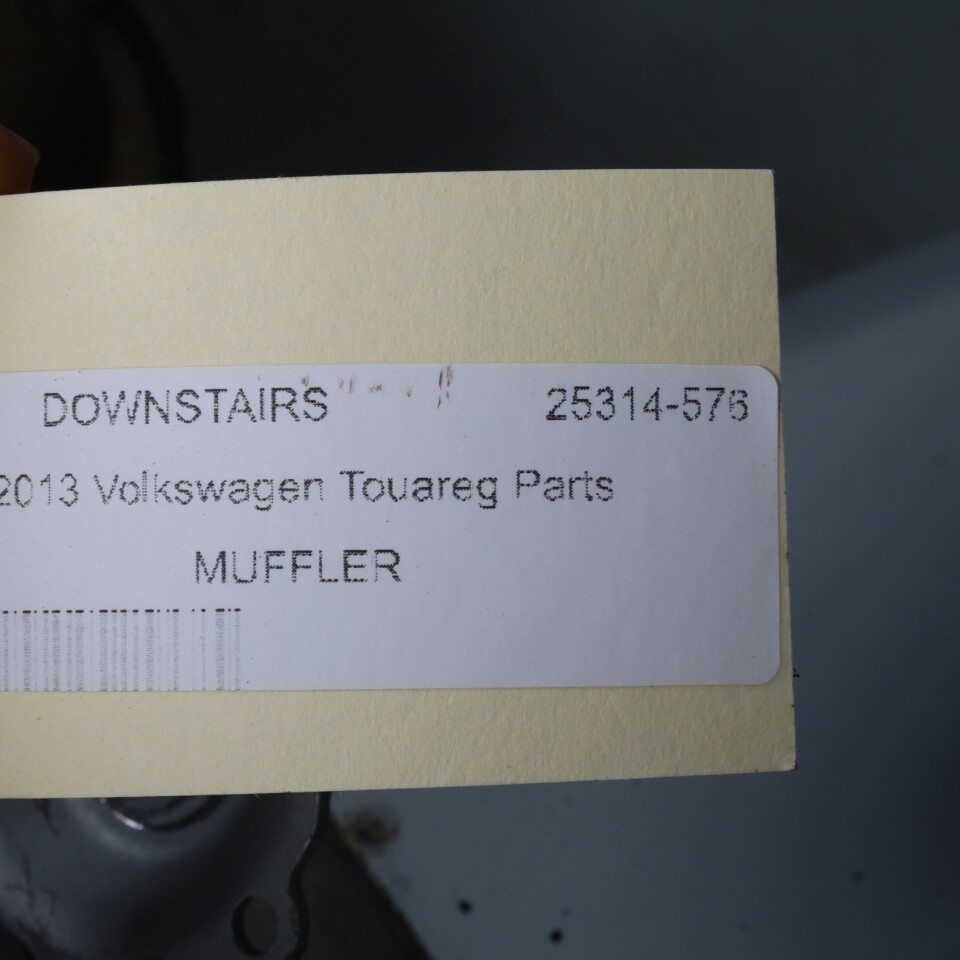 DOWNSTAIRS 25314-576
2013 Volkswagen Touareg Parts
MUFFLER